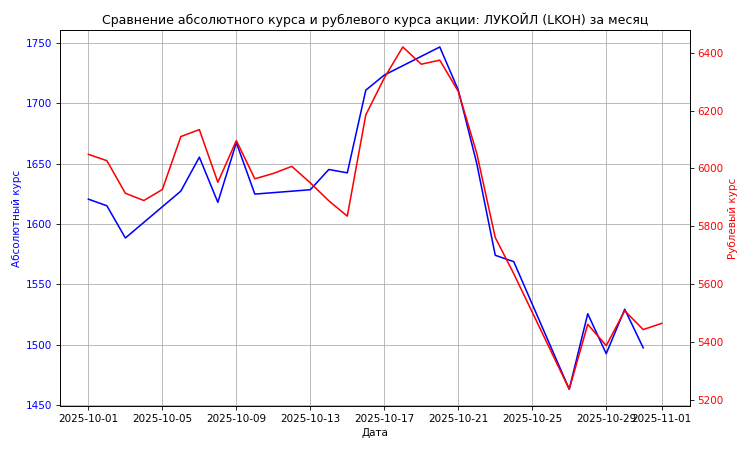 Сравнение абсолютного курса и рублевого курса акции: ЛУКОЙЛ (LKOH) за месяц
1750
1700
1650
1600
1550
1500
1450
Абсолютный курс
6400
6200
6000
5800
5600
5400
5200
Рублевый курс
2025-10-01 2025-10-05 2025-10-09 2025-10-13 2025-10-17 2025-10-21 2025-10-25 2025-10-29 2025-11-01
Дата